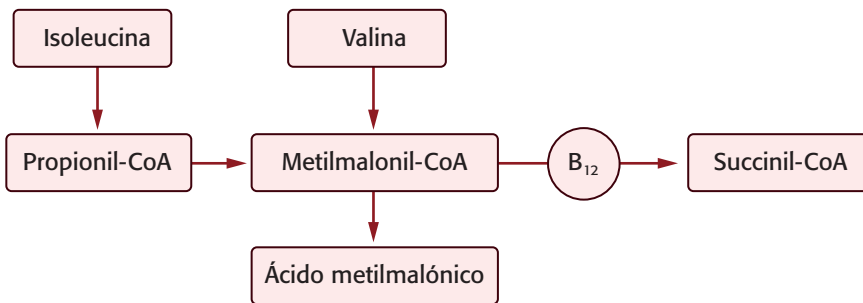 Isoleucina
Valina
Propionil-CoA
Metilmalonil-CoA
B₁₂
Succinil-CoA
Ácido metilmalónico